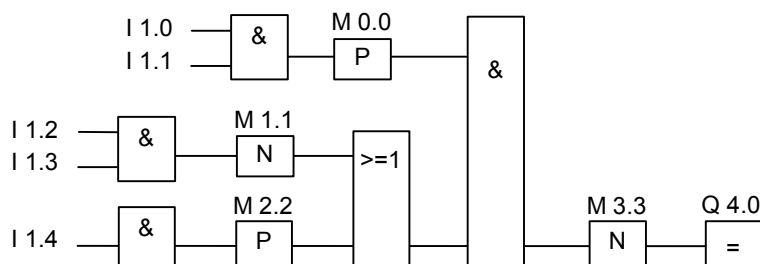 I 1.0
I 1.1
&
M 0.0
P
&
I 1.2
I 1.3
&
M 1.1
N
>=1
I 1.4
&
M 2.2
P
M 3.3
N
Q 4.0
=